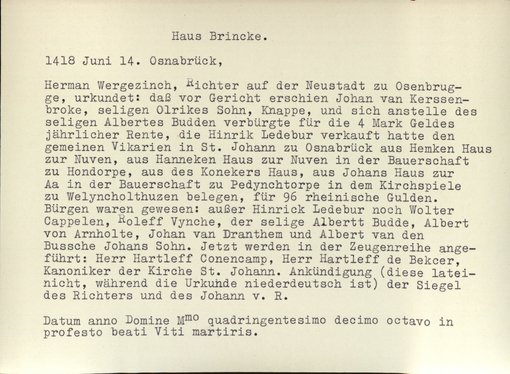 Haus Brincke.
1418 Juni 14. Osnabrück,
Herman Wergezinch, Richter auf der Neustadt zu Osenbrug-
ge, urkundet: daß vor Gericht erschien Johan van Kerssen-
broke, seligen Olrikes Sohn, Knappe, und sich anstelle des
seligen Albertes Budden verbürgte für die 4 Mark Geldes
jährlicher Rente, die Hinrik Ledebur verkauft hatte den
gemeinen Vikarien in St. Johann zu Osnabrück aus Hemken Haus
zur Nuven, aus Hanneken Haus zur Nuven in der Bauerschaft
zu Hondorpe, aus des Konekers Haus, aus Johans Haus zur
Aa in der Bauerschaft zu Pedynchtorpe in dem Kirchspiele
zu Welyncholthuzen belegen, für 96 rheinische Gulden.
Bürgen waren gewesen: außer Hinrick Ledebur noch Wolter
Cappelen, Roleff Vynche, der selige Albertt Budde, Albert
von Arnholte, Johan van Dranthem und Albert van den
Bussche Johans Sohn. Jetzt werden in der Zeugenreihe ange-
führt: Herr Hartleff Conencamp, Herr Hartleff de Bekcer,
Kanoniker der Kirche St. Johann. Ankündigung (diese latei-
nicht, während die Urkunde niederdeutsch ist) der Siegel
des Richters und des Johann v. R.
Datum anno Domine Mmo quadringentesimo decimo octavo in
profesto beati Viti martiris.